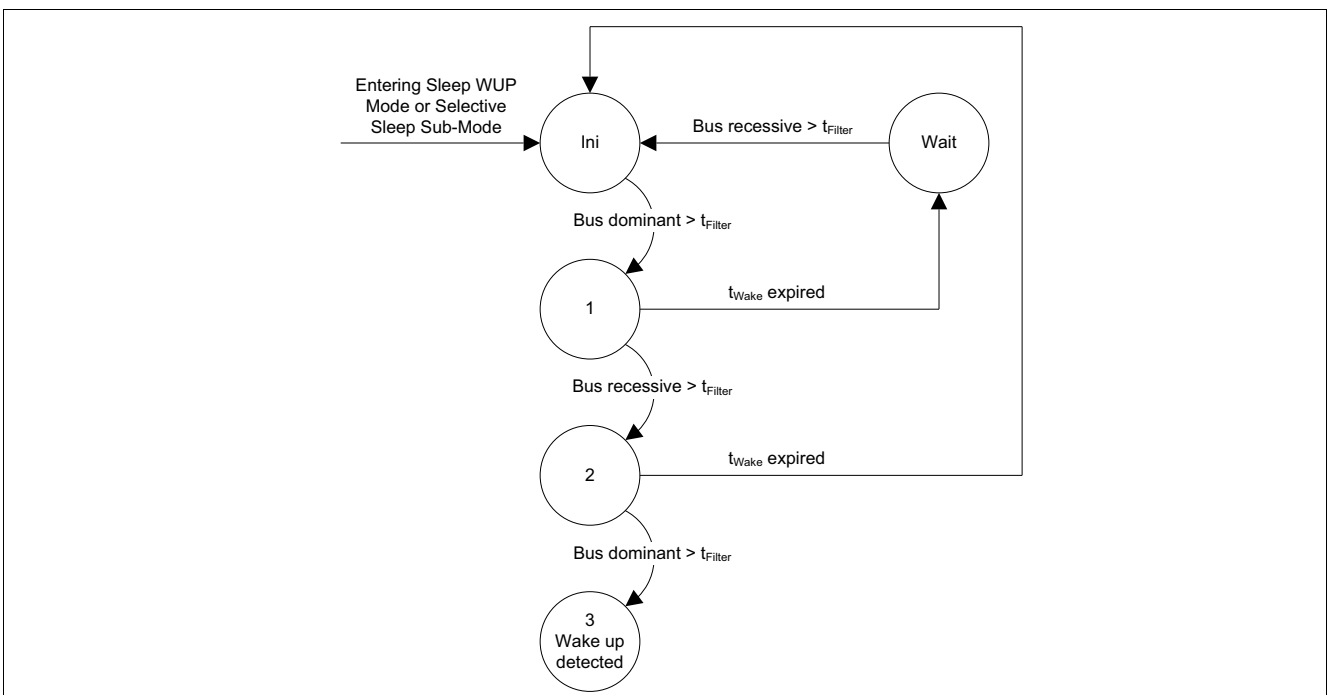 Entering Sleep WUP
Mode or Selective
Sleep Sub-Mode
Ini
Bus recessive > tFilter
Wait
Bus dominant > tFilter
1
tWake expired
Bus recessive > tFilter
2
tWake expired
Bus dominant > tFilter
3
Wake up
detected